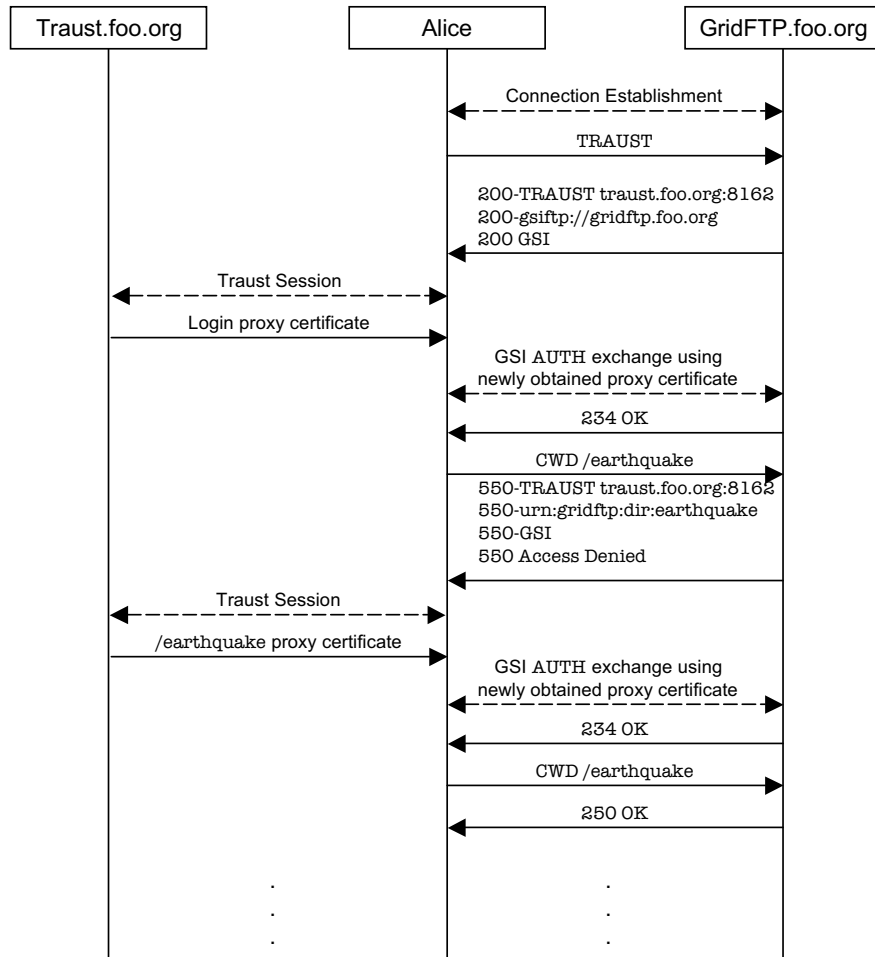 Traust.foo.org
Alice
GridFTP.foo.org
Connection Establishment
TRAUST
200-TRAUST traust.foo.org:8162
200-gsiftp://gridftp.foo.org
200 GSI
Traust Session
Login proxy certificate
GSI AUTH exchange using
newly obtained proxy certificate
234 OK
CWD /earthquake
550-TRAUST traust.foo.org:8162
550-urn:gridftp:dir:earthquake
550-GSI
550 Access Denied
Traust Session
/earthquake proxy certificate
GSI AUTH exchange using
newly obtained proxy certificate
234 OK
CWD /earthquake
250 OK
. .
. .
. .